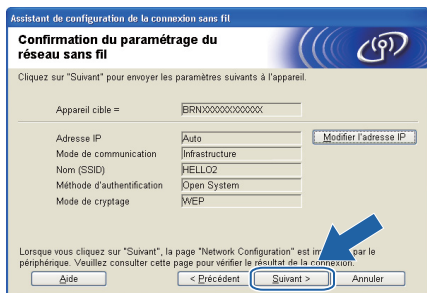 Assistant de configuration de la connexion sans fil
Confirmation du paramétrage du
réseau sans fil
Cliquez sur "Suivant" pour envoyer les paramètres suivants à l'appareil.
Appareil cible = BRNXXXXXXXXXXXX
Adresse IP Auto Modifier l'adresse IP
Mode de communication Infrastructure
Nom (SSID) HELLO2
Méthode d'authentification Open System
Mode de cryptage WEP
Lorsque vous cliquez sur "Suivant", la page "Network Configuration" est par le
périphérique. Veuillez consulter cette page pour vérifier le résultat de la connexion.
Aide < Précédent Suivant > Annuler